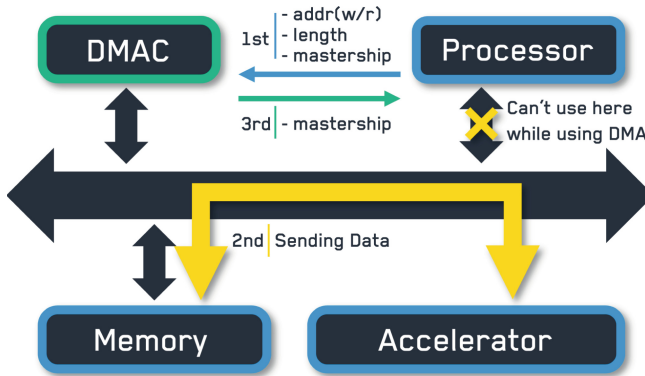 DMAC
1st
- addr(w/r)
- length
- mastership
Processor
3rd - mastership
Can't use here
while using DMA
2nd Sending Data
Memory
Accelerator